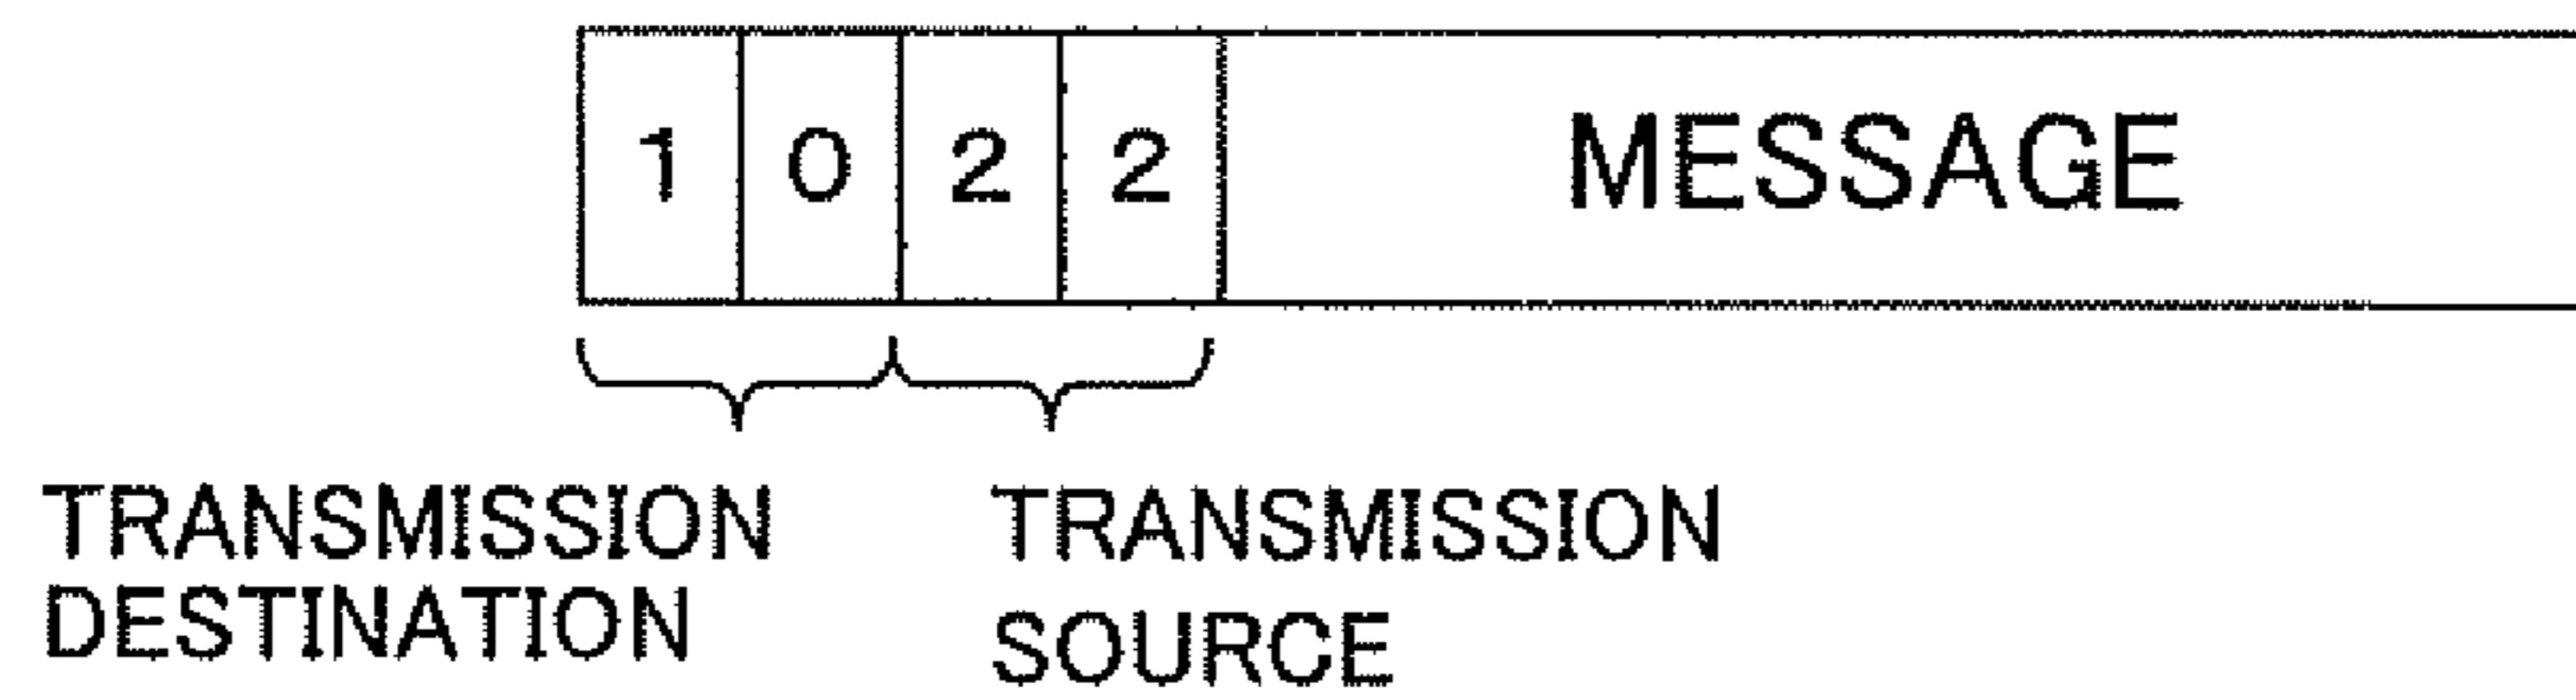 1 0 2 2 MESSAGE
TRANSMISSION DESTINATION
TRANSMISSION SOURCE